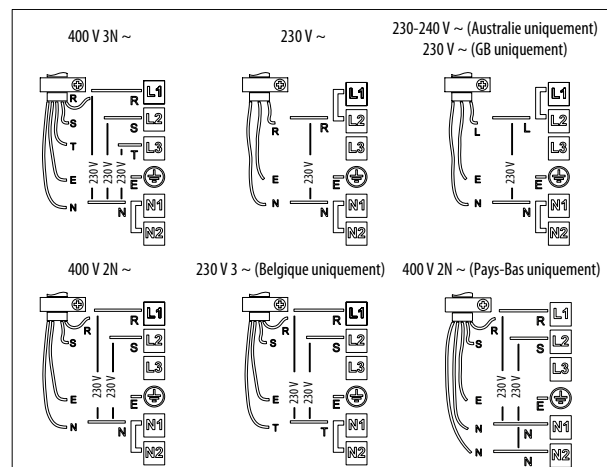 400 V 3N ~
R
S
T
E
N
R
S
T
E
N
230 V
230 V
230 V
L1
L2
L3
N1
N2
230 V ~
R
E
N
R
E
N
230 V
L1
L2
L3
N1
N2
230-240 V ~ (Australie uniquement)
230 V ~ (GB uniquement)
L
E
N
L
E
N
230 V
L1
L2
L3
N1
N2
400 V 2N ~
R
S
E
N
R
S
E
N
230 V
230 V
L1
L2
L3
N1
N2
230 V 3 ~ (Belgique uniquement)
R
S
E
T
R
S
E
T
230 V
230 V
L1
L2
L3
N1
N2
400 V 2N ~ (Pays-Bas uniquement)
R
S
E
N
N
R
S
E
N
N
230 V
230 V
L1
L2
L3
N1
N2